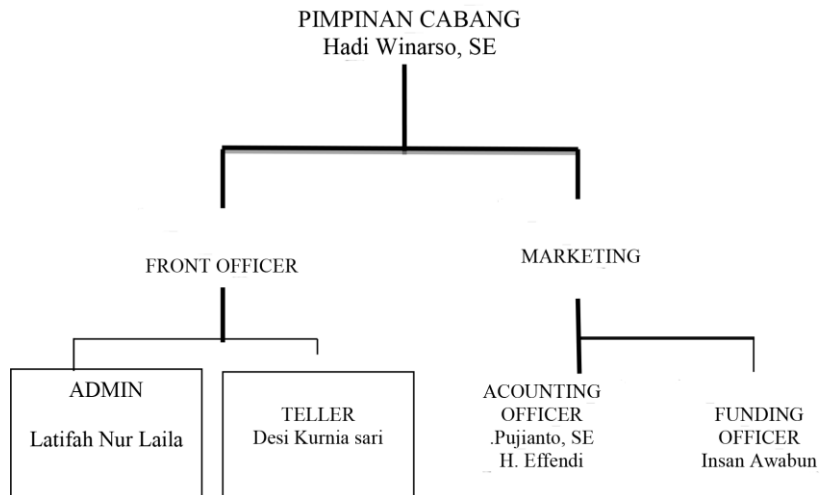 PIMPINAN CABANG
Hadi Winarso, SE
FRONT OFFICER
MARKETING
ADMIN
Latifah Nur Laila
TELLER
Desi Kurnia sari
ACOUNTING
OFFICER
.Pujianto, SE
H. Effendi
FUNDING
OFFICER
Insan Awabun